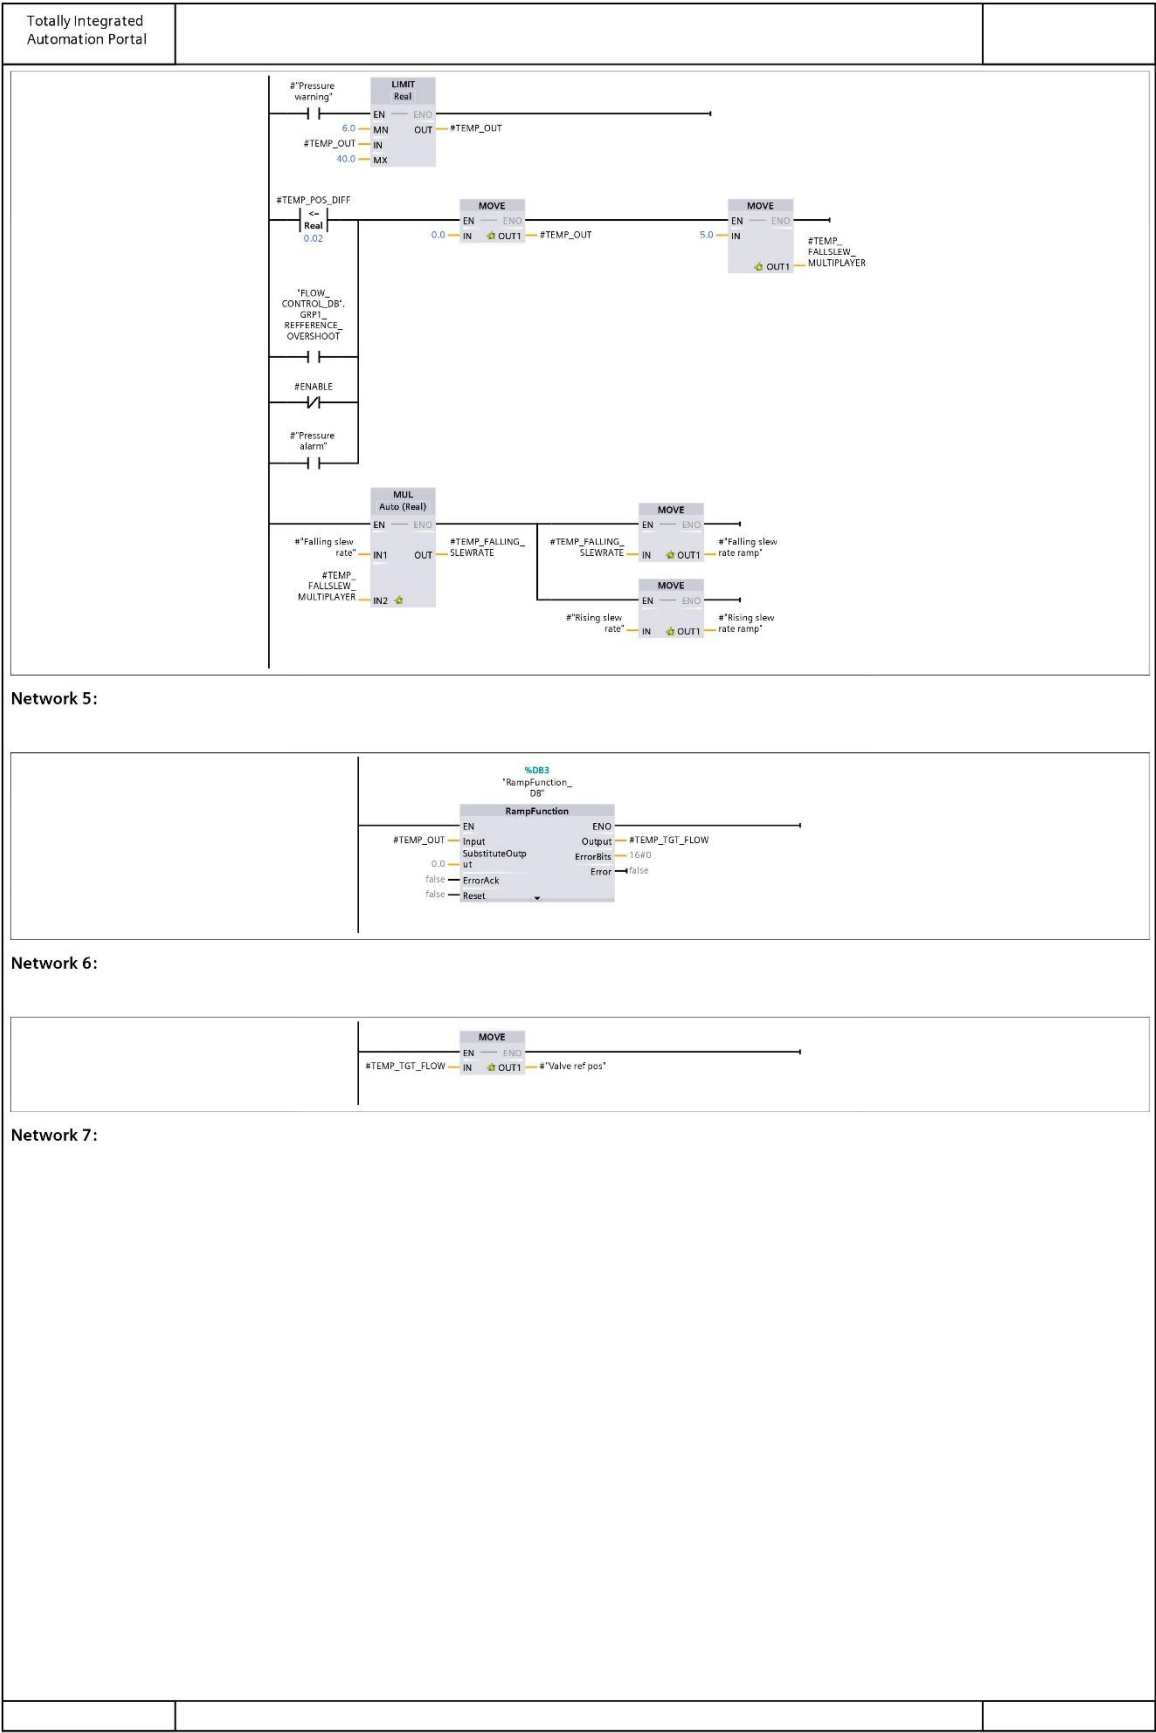 Totally Integrated
Automation Portal
#"Pressure
warning"
LIMIT
Real
EN
ENO
6.0
MN
OUT
#TEMP_OUT
#TEMP_OUT
IN
40.0
MX
#TEMP_POS_DIFF
<=
Real
0.02
MOVE
EN
ENO
0.0
IN
OUT1
#TEMP_OUT
MOVE
EN
ENO
5.0
IN
OUT1
#TEMP_
FALLSLEW_
MULTIPLAYER
"FLOW_
CONTROL_DB".
GRP1_
REFFERENCE_
OVERSHOOT
#ENABLE
#"Pressure
alarm"
MUL
Auto (Real)
EN
ENO
#"Falling slew
rate"
IN1
OUT
#TEMP_FALLING_
SLEWRATE
#TEMP_
FALLSLEW_
MULTIPLAYER
IN2
MOVE
EN
ENO
#TEMP_FALLING_
SLEWRATE
IN
OUT1
#"Falling slew
rate ramp"
MOVE
EN
ENO
#"Rising slew
rate"
IN
OUT1
#"Rising slew
rate ramp"
Network 5:
%DB3
"RampFunction_
DB"
RampFunction
EN
ENO
#TEMP_OUT
Input
Output
#TEMP_TGT_FLOW
SubstituteOutp
ut
0.0
ErrorBits
16#0
Error
false
false
ErrorAck
false
Reset
Network 6:
MOVE
EN
ENO
#TEMP_TGT_FLOW
IN
OUT1
#"Valve ref pos"
Network 7: